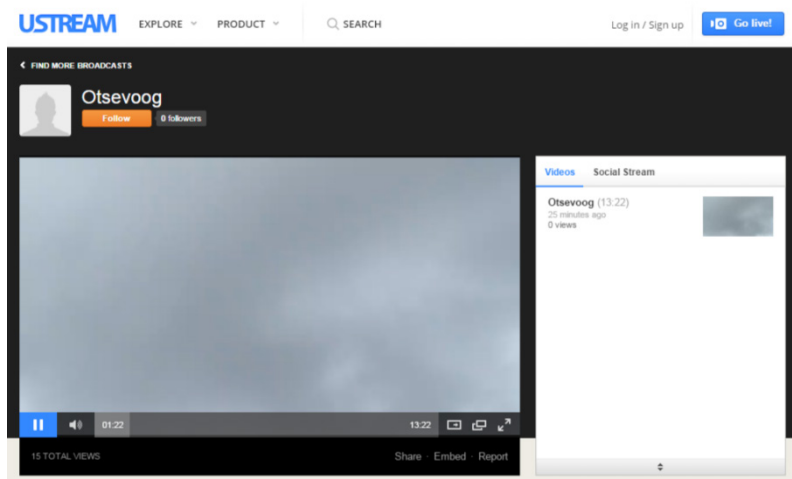 USTREAM EXPLORE PRODUCT SEARCH Log in / Sign up Go live!
FIND MORE BROADCASTS
Otsevoog
Follow 0 followers
Videos Social Stream
Otsevoog (13:22)
25 minutes ago
0 views
01:22 13:22
15 TOTAL VIEWS Share · Embed · Report